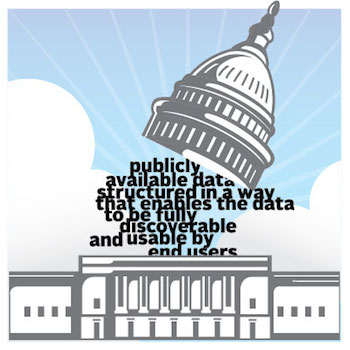 publicly
available data
structured in a way
that enables the data
to be fully
discoverable
and usable by
end users